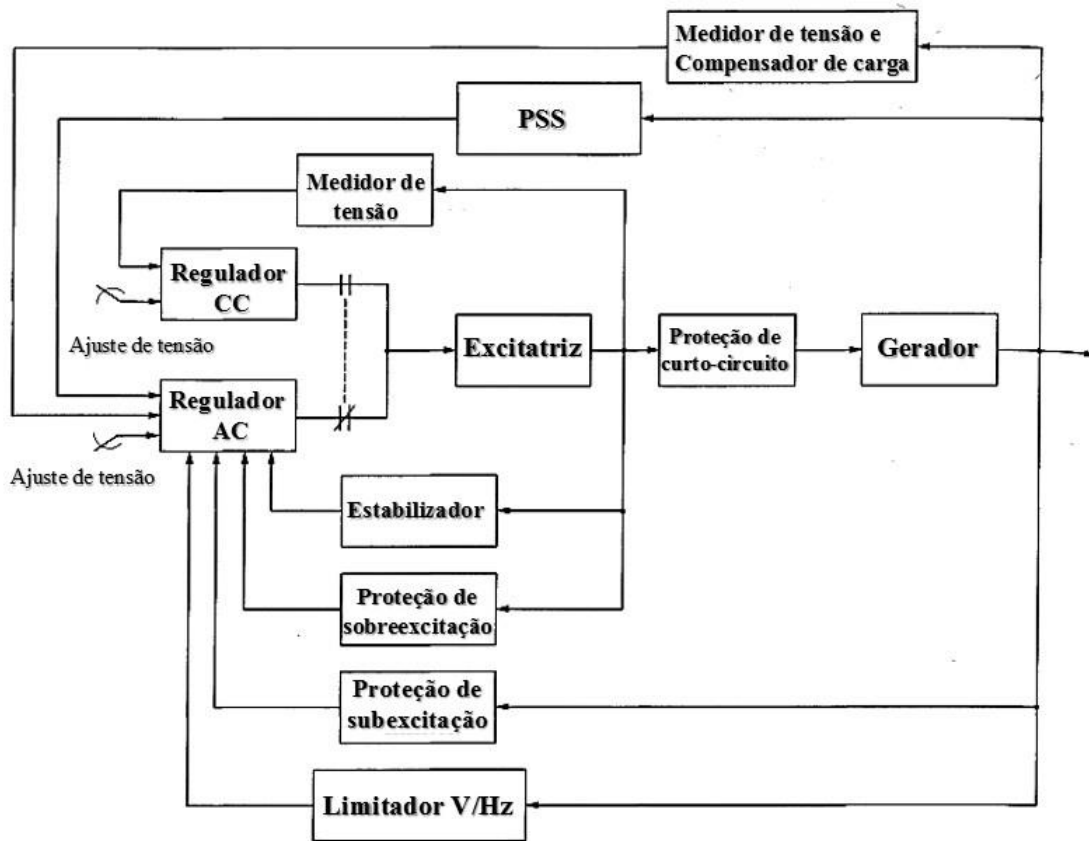 Medidor de tensão e
Compensador de carga
PSS
Medidor de
tensão
Regulador
CC
Ajuste de tensão
Excitatriz
Proteção de
curto-circuito
Gerador
Regulador
AC
Ajuste de tensão
Estabilizador
Proteção de
sobreexcitação
Proteção de
subexcitação
Limitador V/Hz